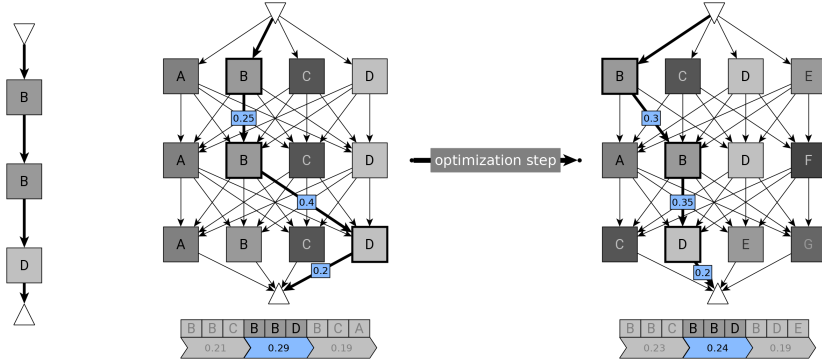 A B C D
B C D E
B
0.25
0.3
A B C D
optimization step
A B D F
B
0.4
0.35
A B C D
C D E G
D
0.2
0.2
B B C B B D B C A
B B C B B D B D E
0.21 0.29 0.19
0.23 0.24 0.19